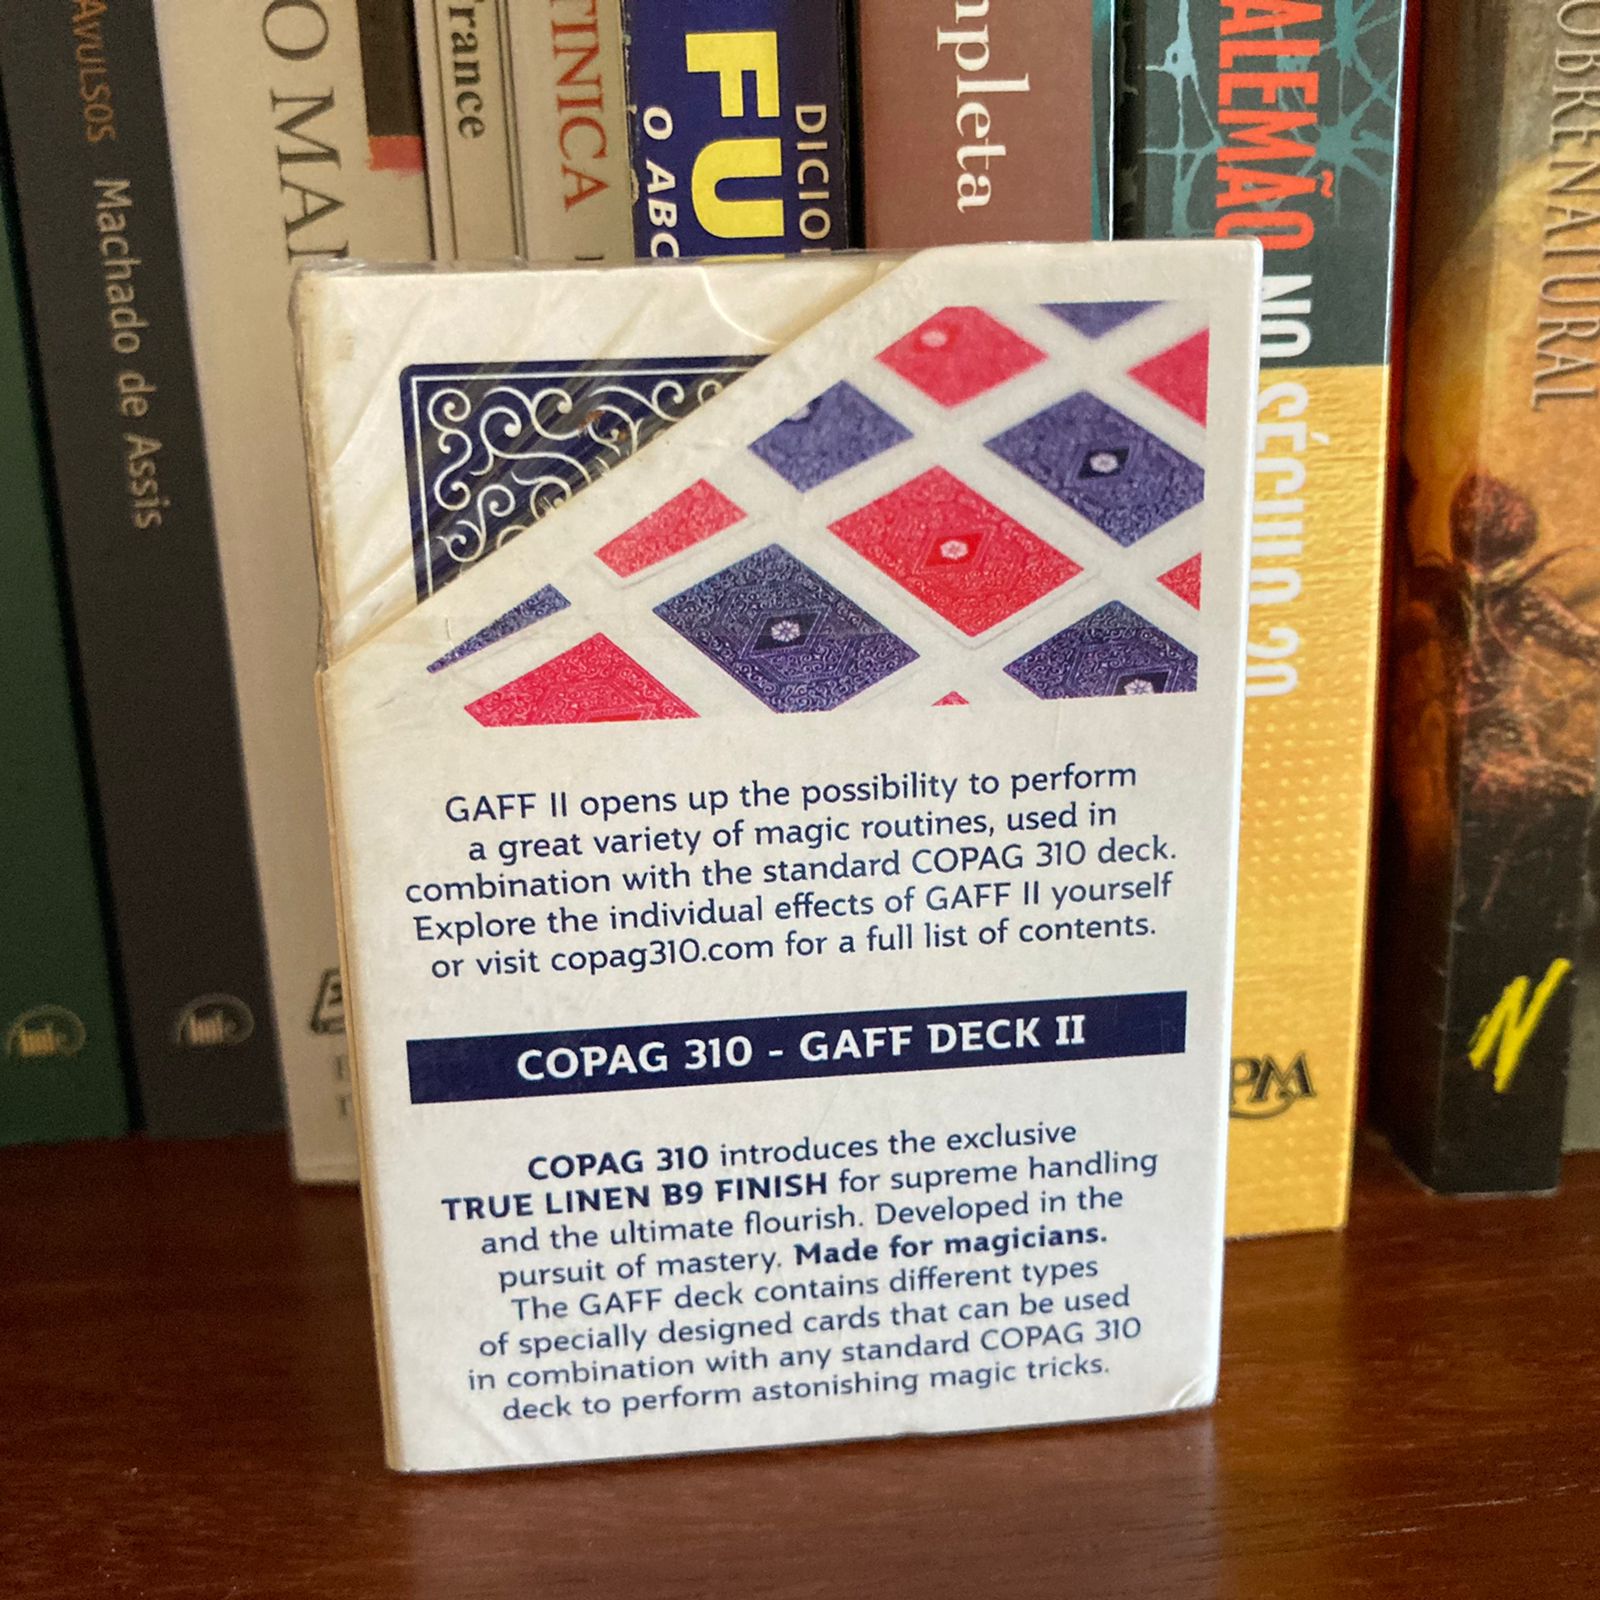 AVULSOS Machado de Assis
O MA
rance
TINICA
FU
O ABC
DICIO
mpleta
ALEMÃO NO SÉCULO 20
PM
OBRENATURAL
N
GAFF II opens up the possibility to perform
a great variety of magic routines, used in
combination with the standard COPAG 310 deck.
Explore the individual effects of GAFF II yourself
or visit copag310.com for a full list of contents.
COPAG 310 - GAFF DECK II
COPAG 310 introduces the exclusive
TRUE LINEN B9 FINISH for supreme handling
and the ultimate flourish. Developed in the
pursuit of mastery. Made for magicians.
The GAFF deck contains different types
of specially designed cards that can be used
in combination with any standard COPAG 310
deck to perform astonishing magic tricks.